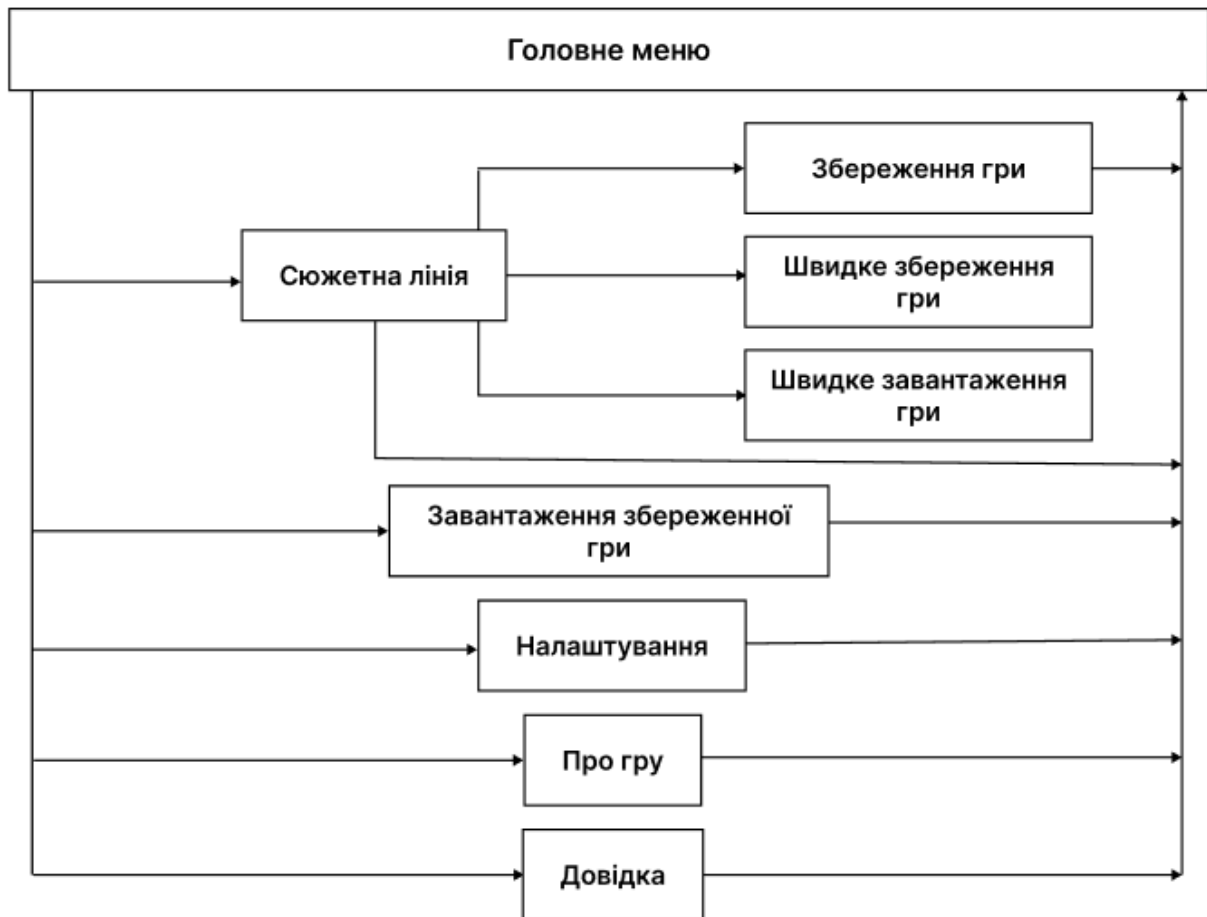 Головне меню
Збереження гри
Сюжетна лінія
Швидке збереження
гри
Швидке завантаження
гри
Завантаження збереженної
гри
Налаштування
Про гру
Довідка